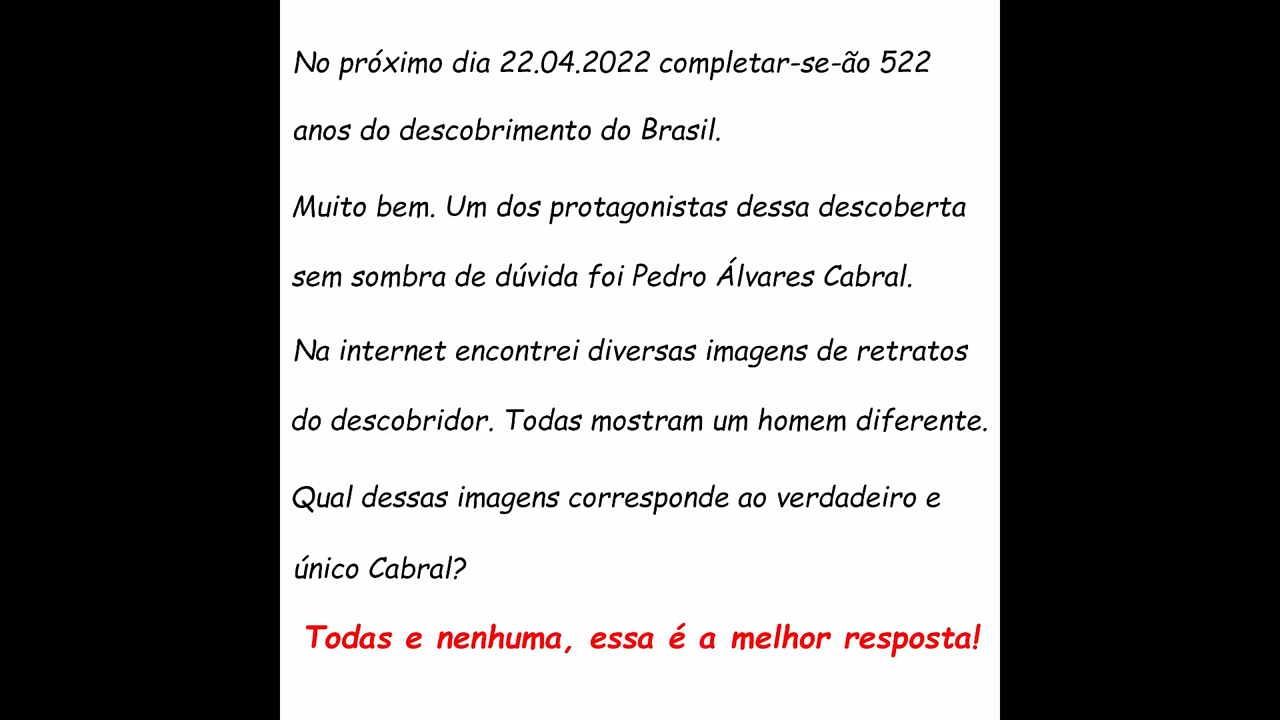 No próximo dia 22.04.2022 completar-se-ão 522
anos do descobrimento do Brasil.
Muito bem. Um dos protagonistas dessa descoberta
sem sombra de dúvida foi Pedro Álvares Cabral.
Na internet encontrei diversas imagens de retratos
do descobridor. Todas mostram um homem diferente.
Qual dessas imagens corresponde ao verdadeiro e
único Cabral?
Todas e nenhuma, essa é a melhor resposta!